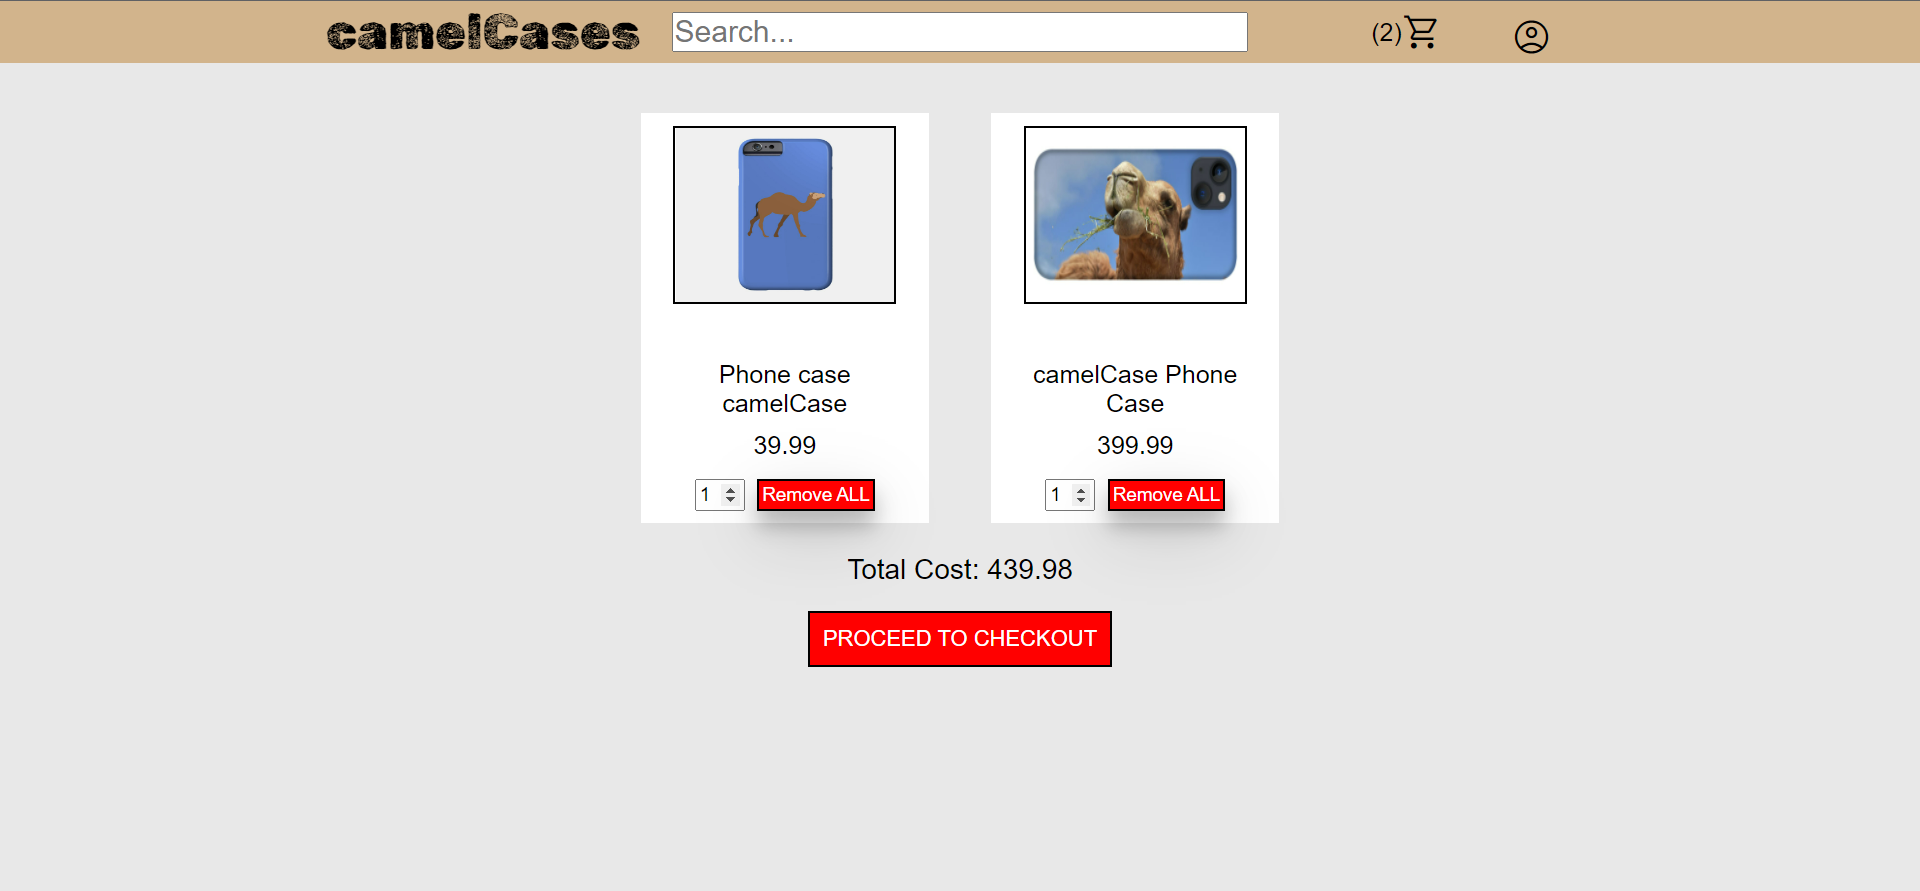 camelCases
Search...
(2)
Phone case
camelCase
39.99
1
Remove ALL
camelCase Phone
Case
399.99
1
Remove ALL
Total Cost: 439.98
PROCEED TO CHECKOUT